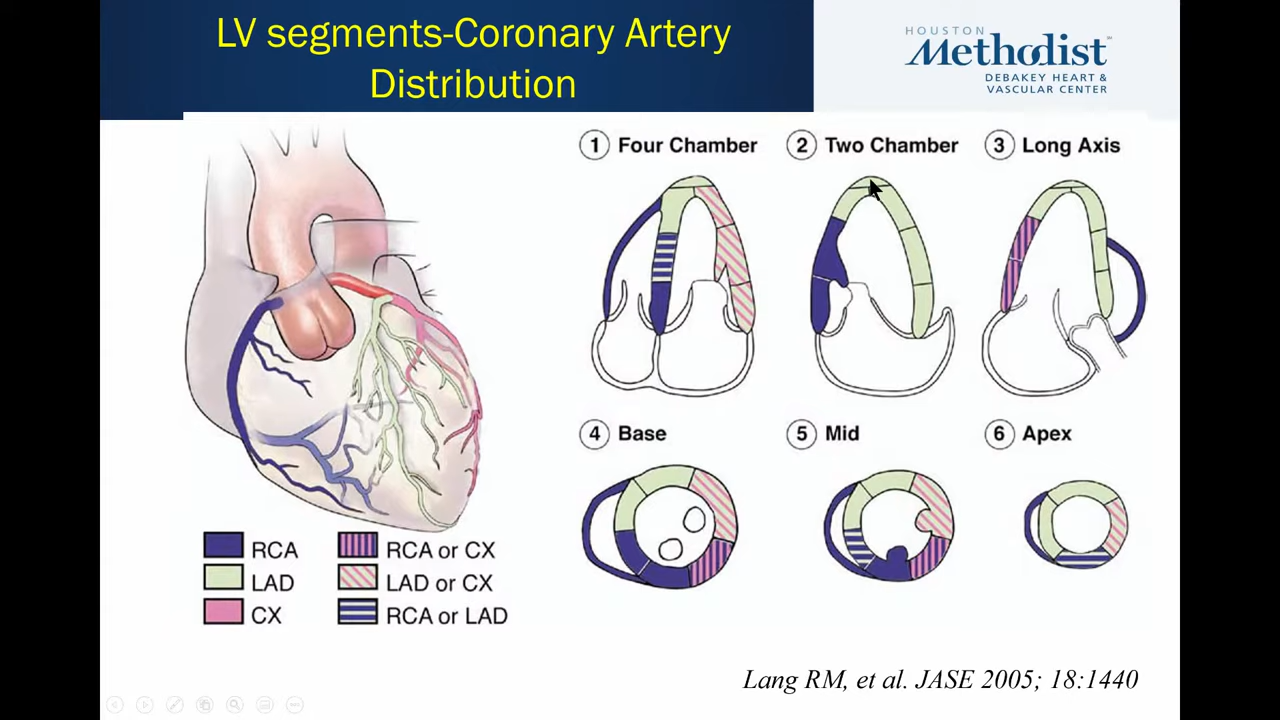 LV segments-Coronary Artery
Distribution
HOUSTON
Methodist
DEBAKEY HEART &
VASCULAR CENTER
1 Four Chamber
2 Two Chamber
3 Long Axis
4 Base
5 Mid
6 Apex
RCA
LAD
CX
RCA or CX
LAD or CX
RCA or LAD
Lang RM, et al. JASE 2005; 18:1440